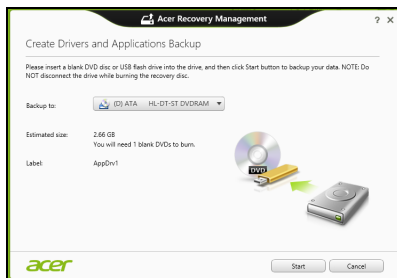 Acer Recovery Management
? ×
Create Drivers and Applications Backup
Please insert a blank DVD disc or USB flash drive into the drive, and then click Start button to backup your data. NOTE: Do
NOT disconnect the drive while burning the recovery disc.
Backup to: (D) ATA HL-DT-ST DVDRAM
Estimated size: 2.66 GB
You will need 1 blank DVDs to burn.
Label: AppDrv1
DVD
acer
Start Cancel